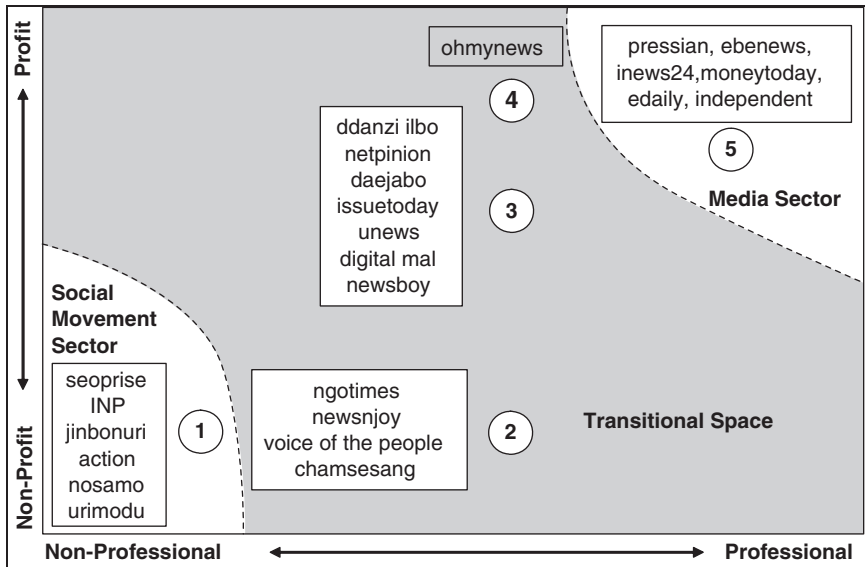 Profit
Non-Profit
ohmynews
4
pressian, ebenews,
inews24,moneytoday,
edaily, independent
5
Media Sector
ddanzi ilbo
netpinion
daejabo
issuetoday
unews
digital mal
newsboy
3
Social
Movement
Sector
seoprise
INP
jinbonuri
action
nosamo
urimodu
1
ngotimes
newsnjoy
voice of the people
chamsesang
2
Transitional Space
Non-Professional
Professional